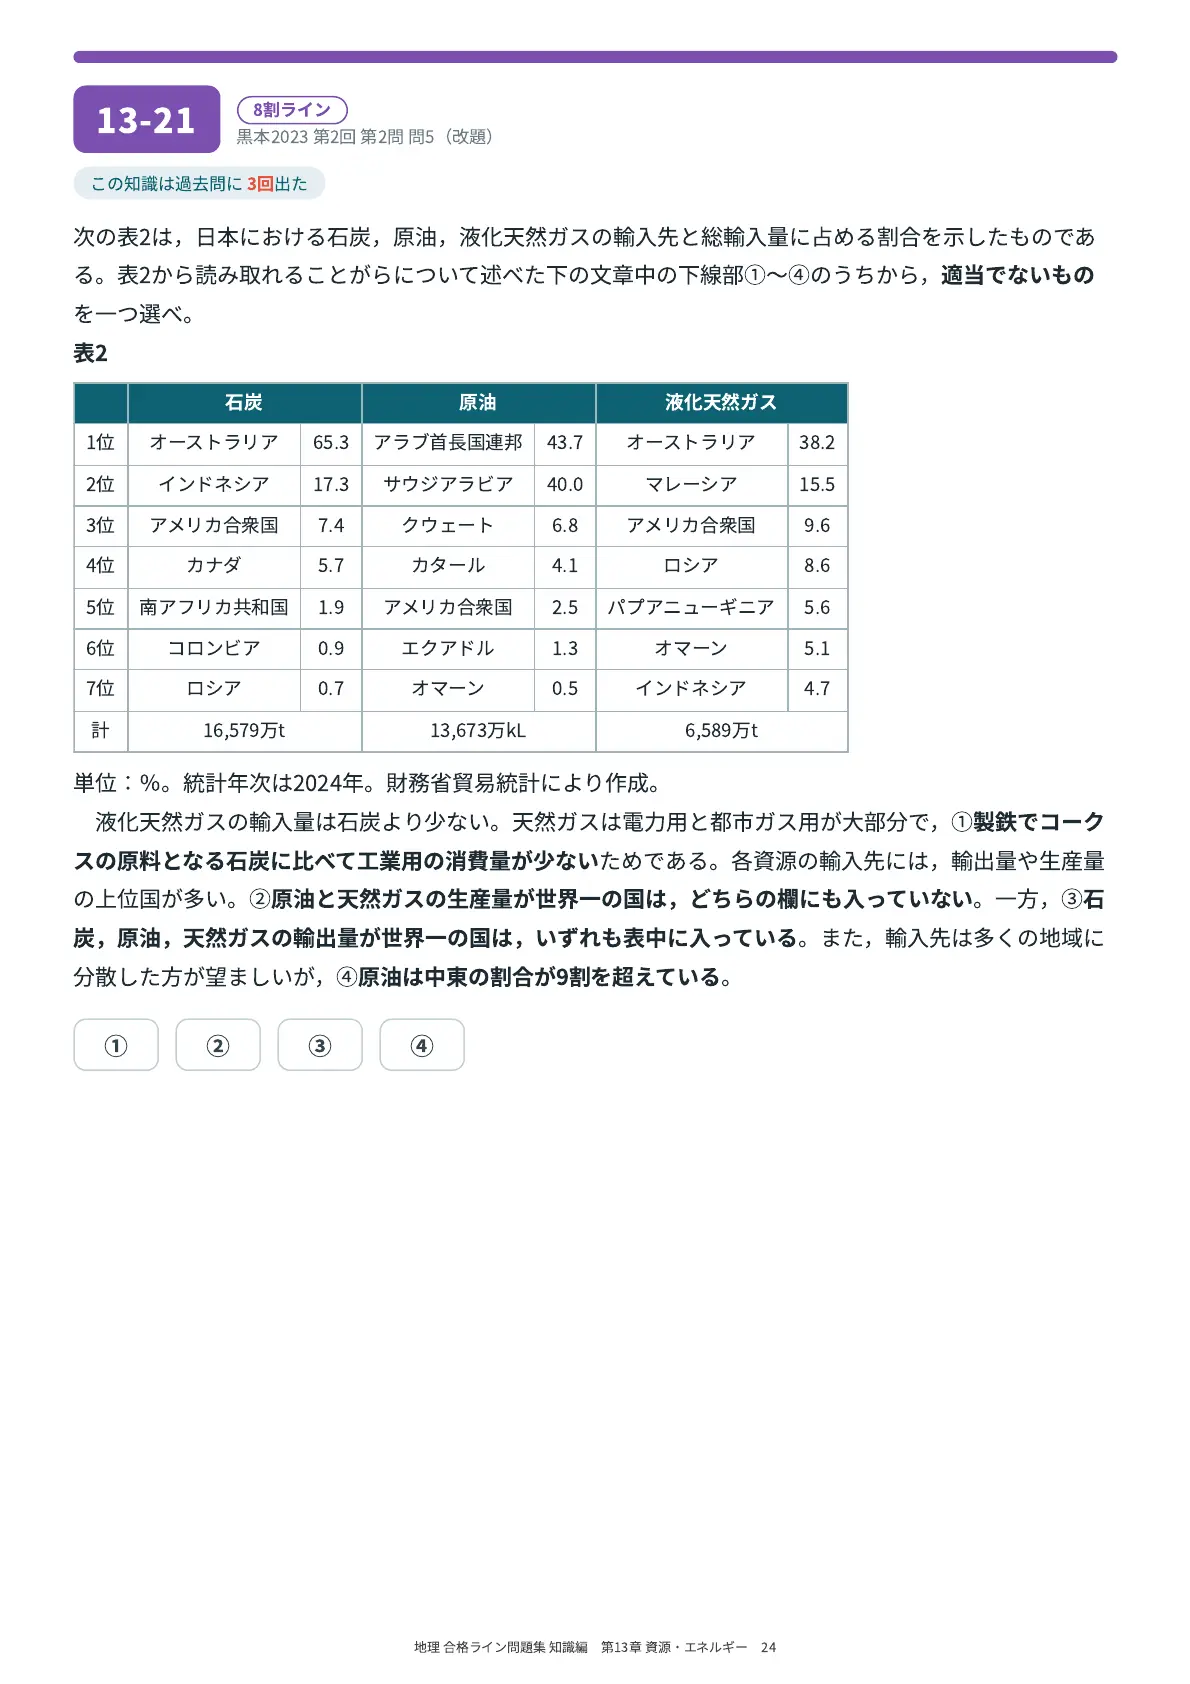 13-21
8割ライン
黒本2023 第2回 第2問 問5（改題）
この知識は過去問に 3回出た
次の表2は，日本における石炭，原油，液化天然ガスの輸入先と総輸入量に占める割合を示したものであ
る。表2から読み取れることがらについて述べた下の文章中の下線部①～④のうちから，適当でないもの
を一つ選べ。
表2
石炭 原油 液化天然ガス
1位 オーストラリア 65.3 アラブ首長国連邦 43.7 オーストラリア 38.2
2位 インドネシア 17.3 サウジアラビア 40.0 マレーシア 15.5
3位 アメリカ合衆国 7.4 クウェート 6.8 アメリカ合衆国 9.6
4位 カナダ 5.7 カタール 4.1 ロシア 8.6
5位 南アフリカ共和国 1.9 アメリカ合衆国 2.5 パプアニューギニア 5.6
6位 コロンビア 0.9 エクアドル 1.3 オマーン 5.1
7位 ロシア 0.7 オマーン 0.5 インドネシア 4.7
計 16,579万t 13,673万kL 6,589万t
単位：％。統計年次は2024年。財務省貿易統計により作成。
液化天然ガスの輸入量は石炭より少ない。天然ガスは電力用と都市ガス用が大部分で，①製鉄でコーク
スの原料となる石炭に比べて工業用の消費量が少ないためである。各資源の輸入先には，輸出量や生産量
の上位国が多い。②原油と天然ガスの生産量が世界一の国は，どちらの欄にも入っていない。一方，③石
炭，原油，天然ガスの輸出量が世界一の国は，いずれも表中に入っている。また，輸入先は多くの地域に
分散した方が望ましいが，④原油は中東の割合が9割を超えている。
① ② ③ ④
地理 合格ライン問題集 知識編 第13章 資源・エネルギー 24